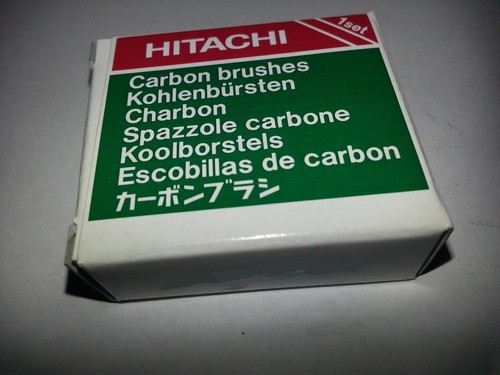 HITACHI
1set
Carbon brushes
Kohlenbürsten
Charbon
Spazzole carbone
Koolborstels
Escobillas de carbon
カーボンブラシ